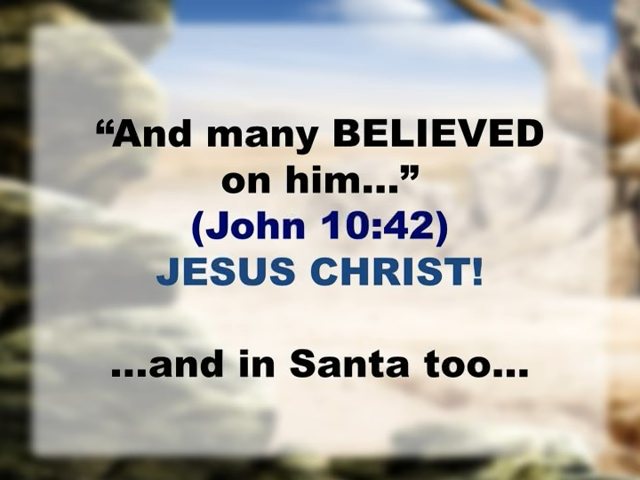 “And many BELIEVED
on him...”
(John 10:42)
JESUS CHRIST!
...and in Santa too...